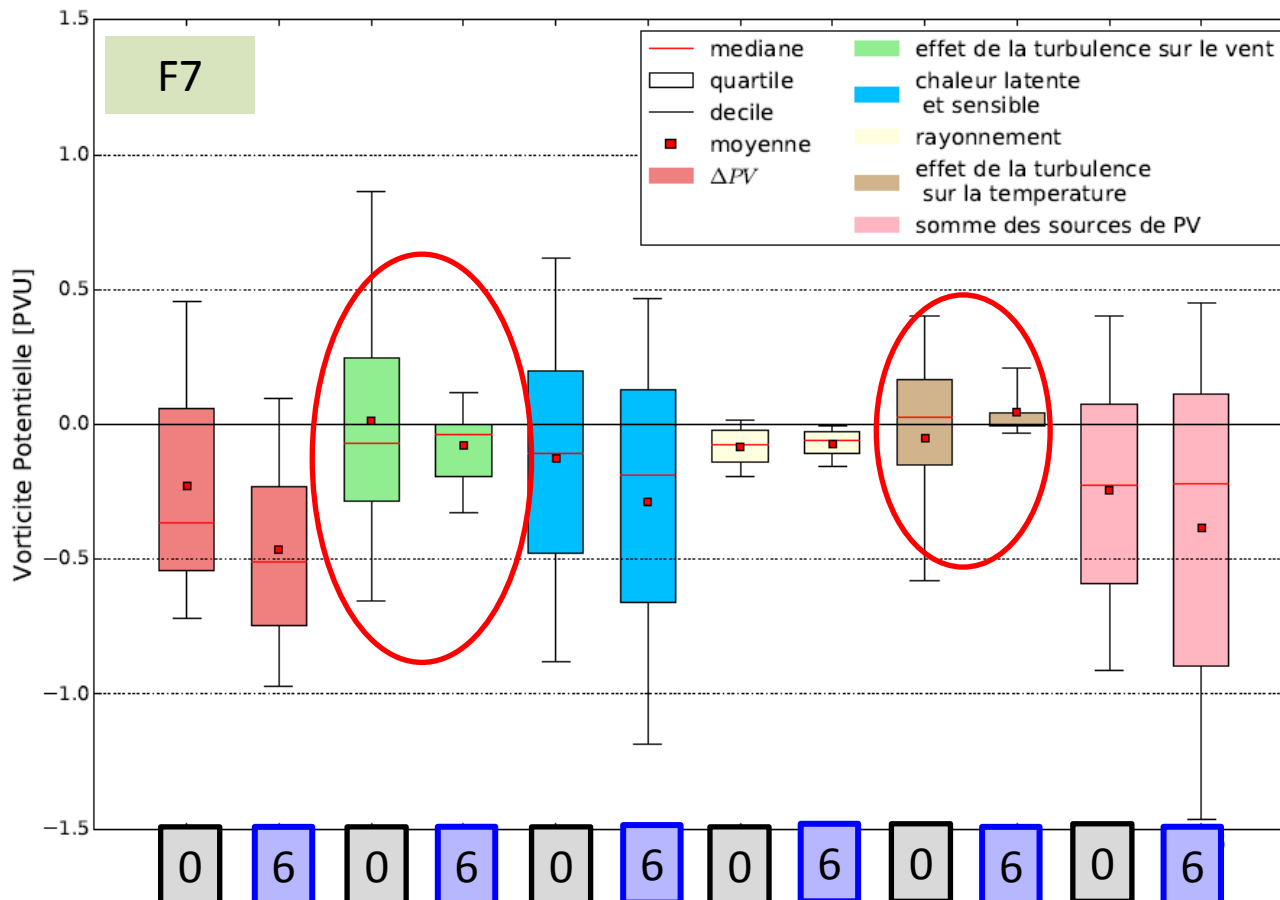 F7
mediane
quartile
decile
moyenne
ΔPV
effet de la turbulence sur le vent
chaleur latente
et sensible
rayonnement
effet de la turbulence
sur la temperature
somme des sources de PV
Vorticite Potentielle [PVU]
1.5
1.0
0.5
0.0
−0.5
−1.0
−1.5
0 6 0 6 0 6 0 6 0 6 0 6